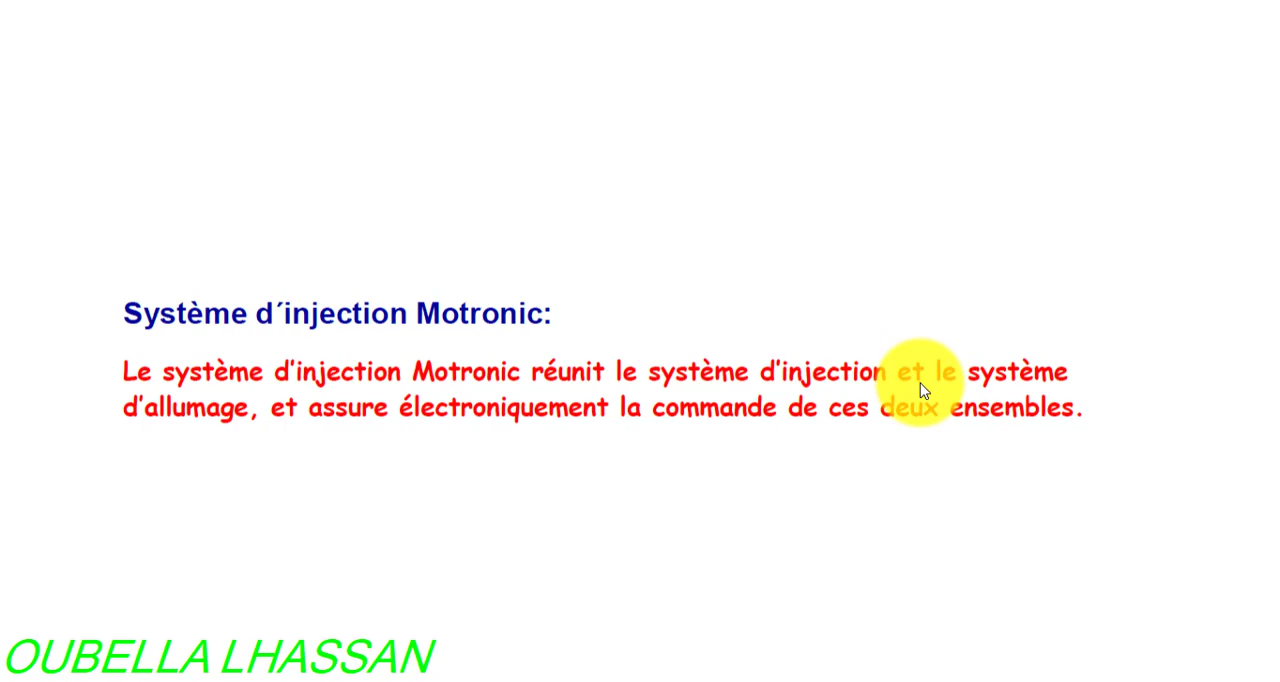 Système d´injection Motronic:
Le système d’injection Motronic réunit le système d’injection et le système
d’allumage, et assure électroniquement la commande de ces deux ensembles.
OUBELLA LHASSAN